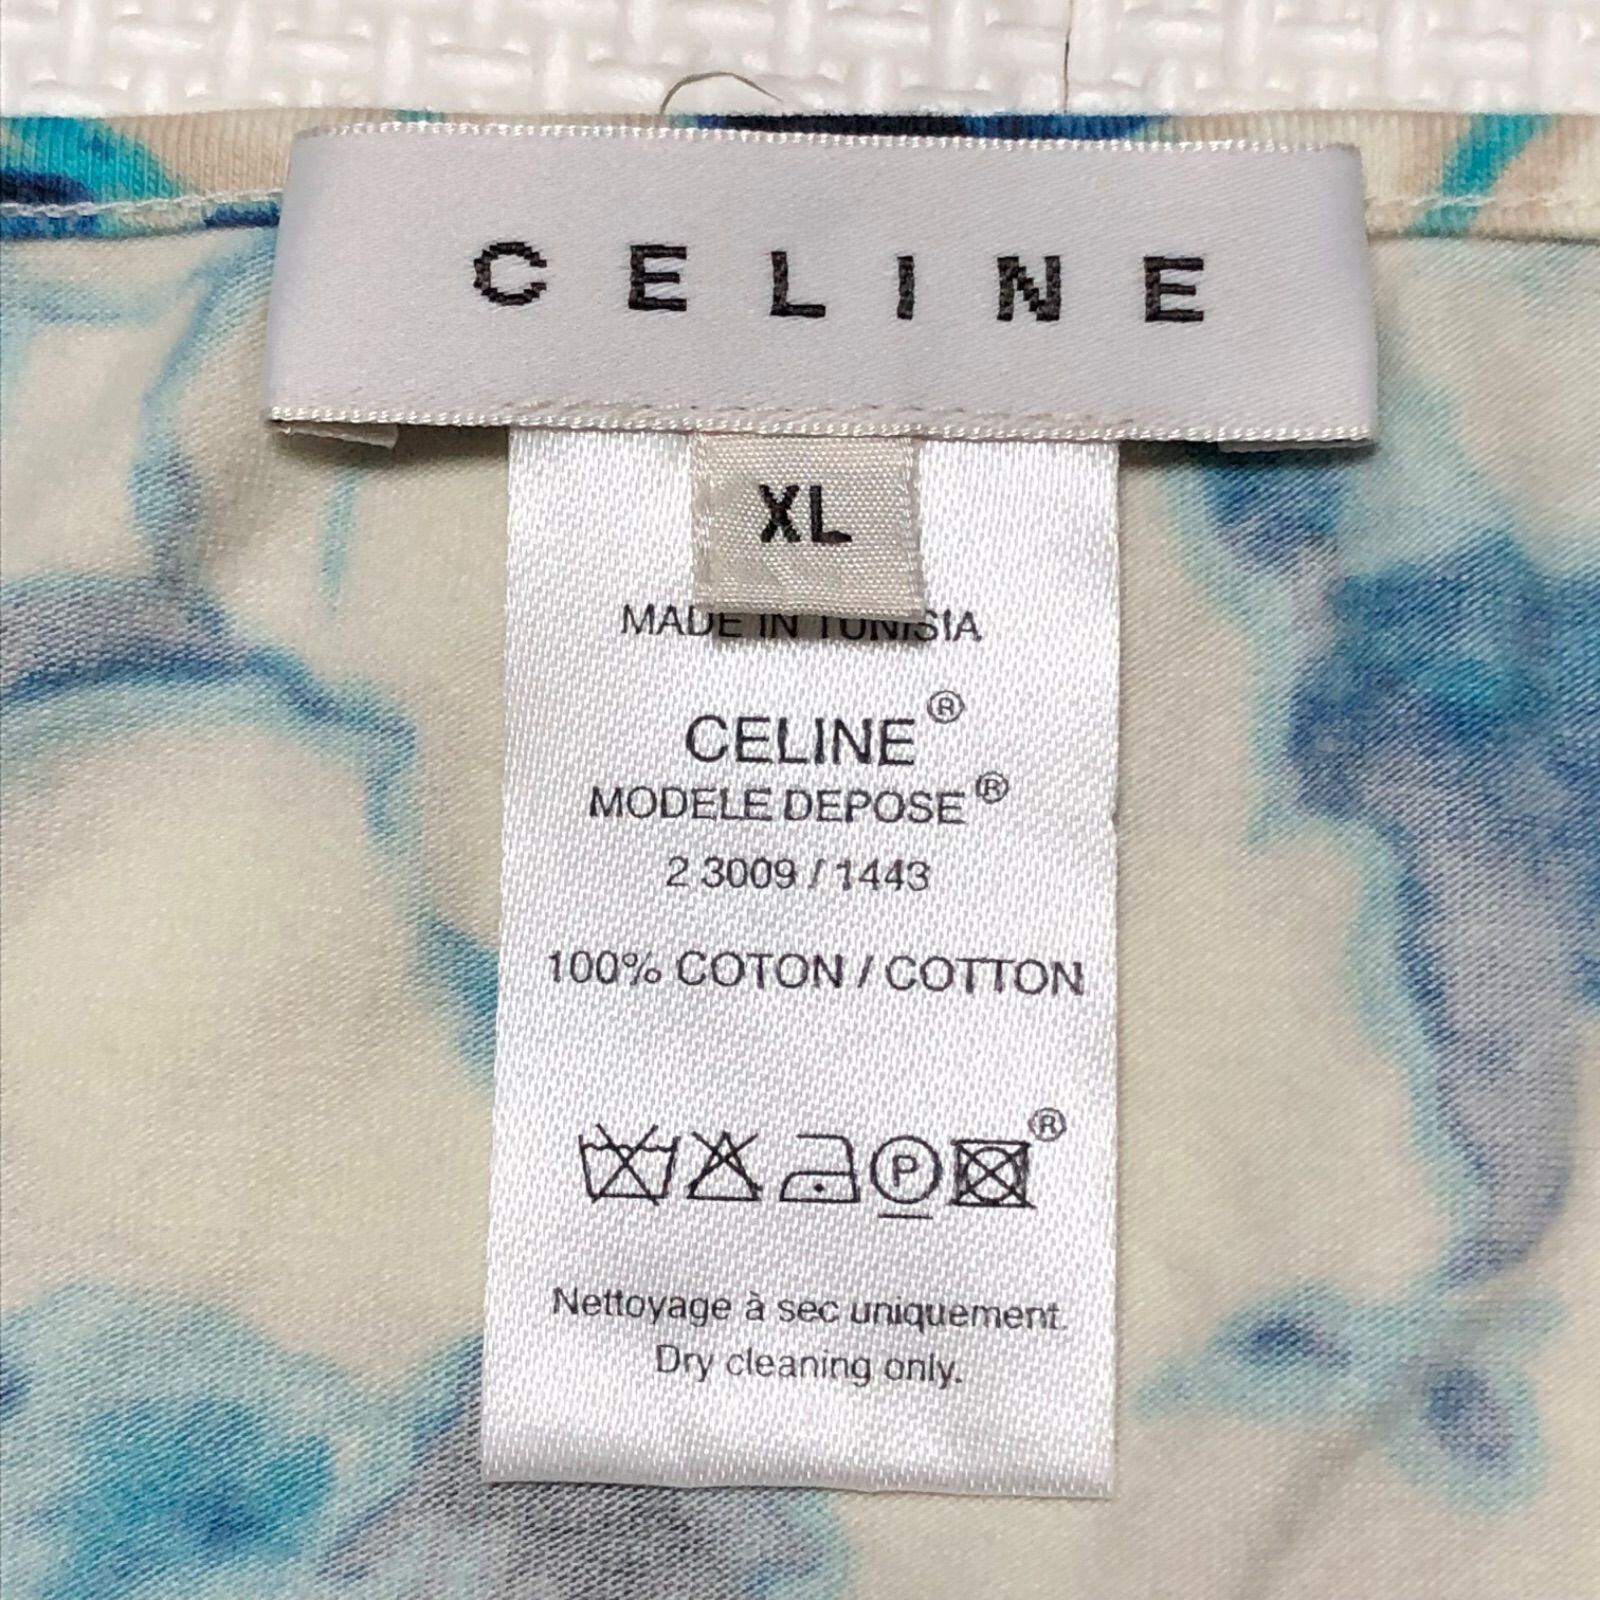 CELINE
XL
MADE IN TUNISIA
CELINE®
MODELE DEPOSE®
2 3009 / 1443
100% COTON / COTTON
P ®
Nettoyage à sec uniquement.
Dry cleaning only.